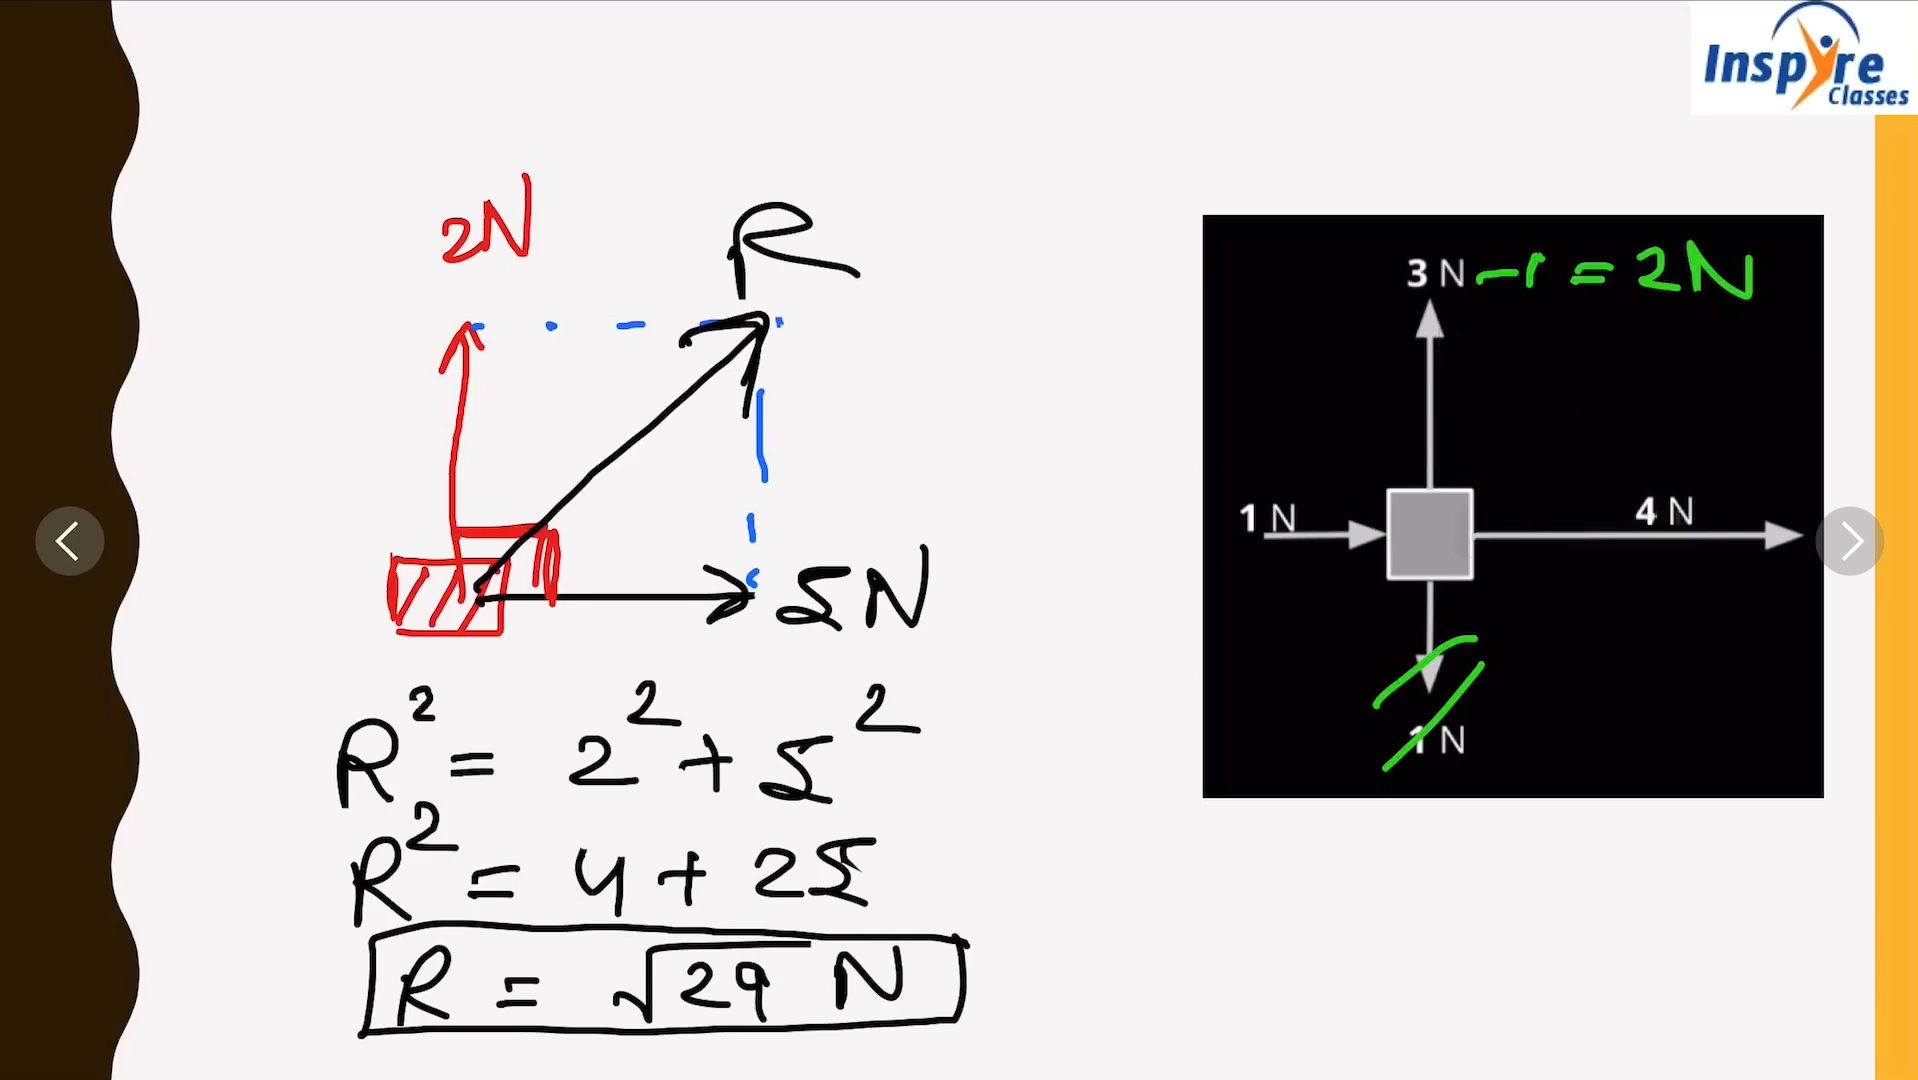 Inspyre
Classes
2N
R
5N
R² = 2² + 5²
R² = 4 + 25
R = √29 N
3 N - 1 = 2N
1 N
4 N
1 N